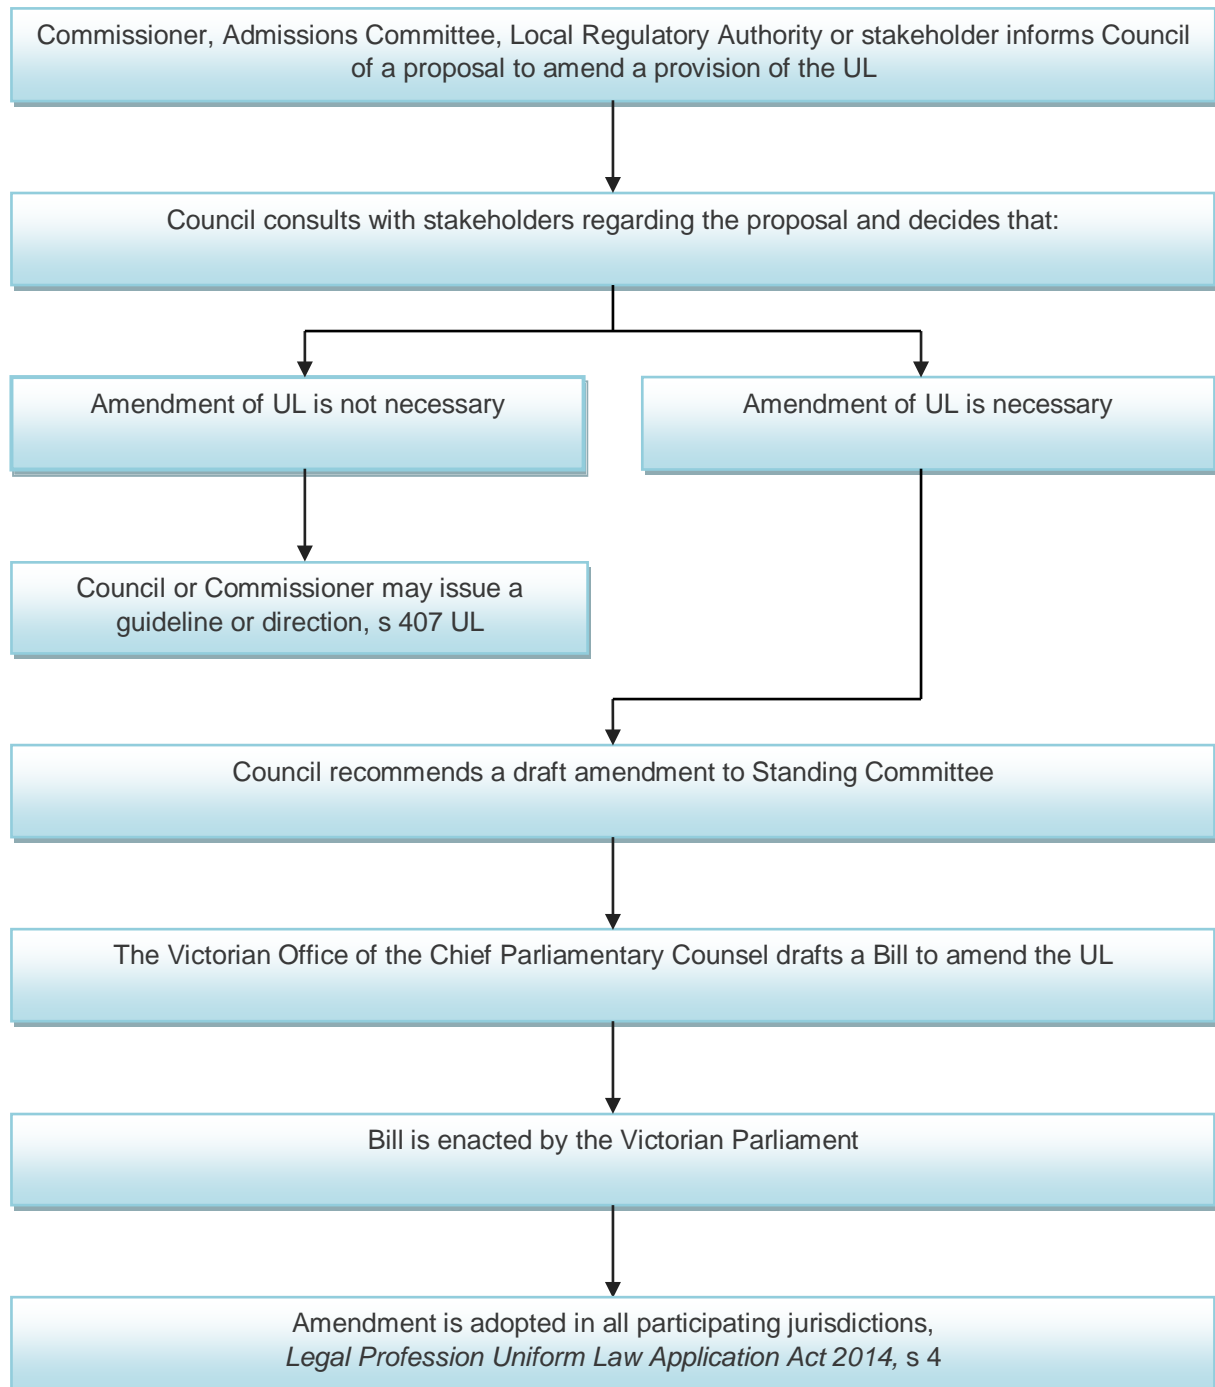 Commissioner, Admissions Committee, Local Regulatory Authority or stakeholder informs Council
of a proposal to amend a provision of the UL
Council consults with stakeholders regarding the proposal and decides that:
Amendment of UL is not necessary
Amendment of UL is necessary
Council or Commissioner may issue a
guideline or direction, s 407 UL
Council recommends a draft amendment to Standing Committee
The Victorian Office of the Chief Parliamentary Counsel drafts a Bill to amend the UL
Bill is enacted by the Victorian Parliament
Amendment is adopted in all participating jurisdictions,
Legal Profession Uniform Law Application Act 2014, s 4